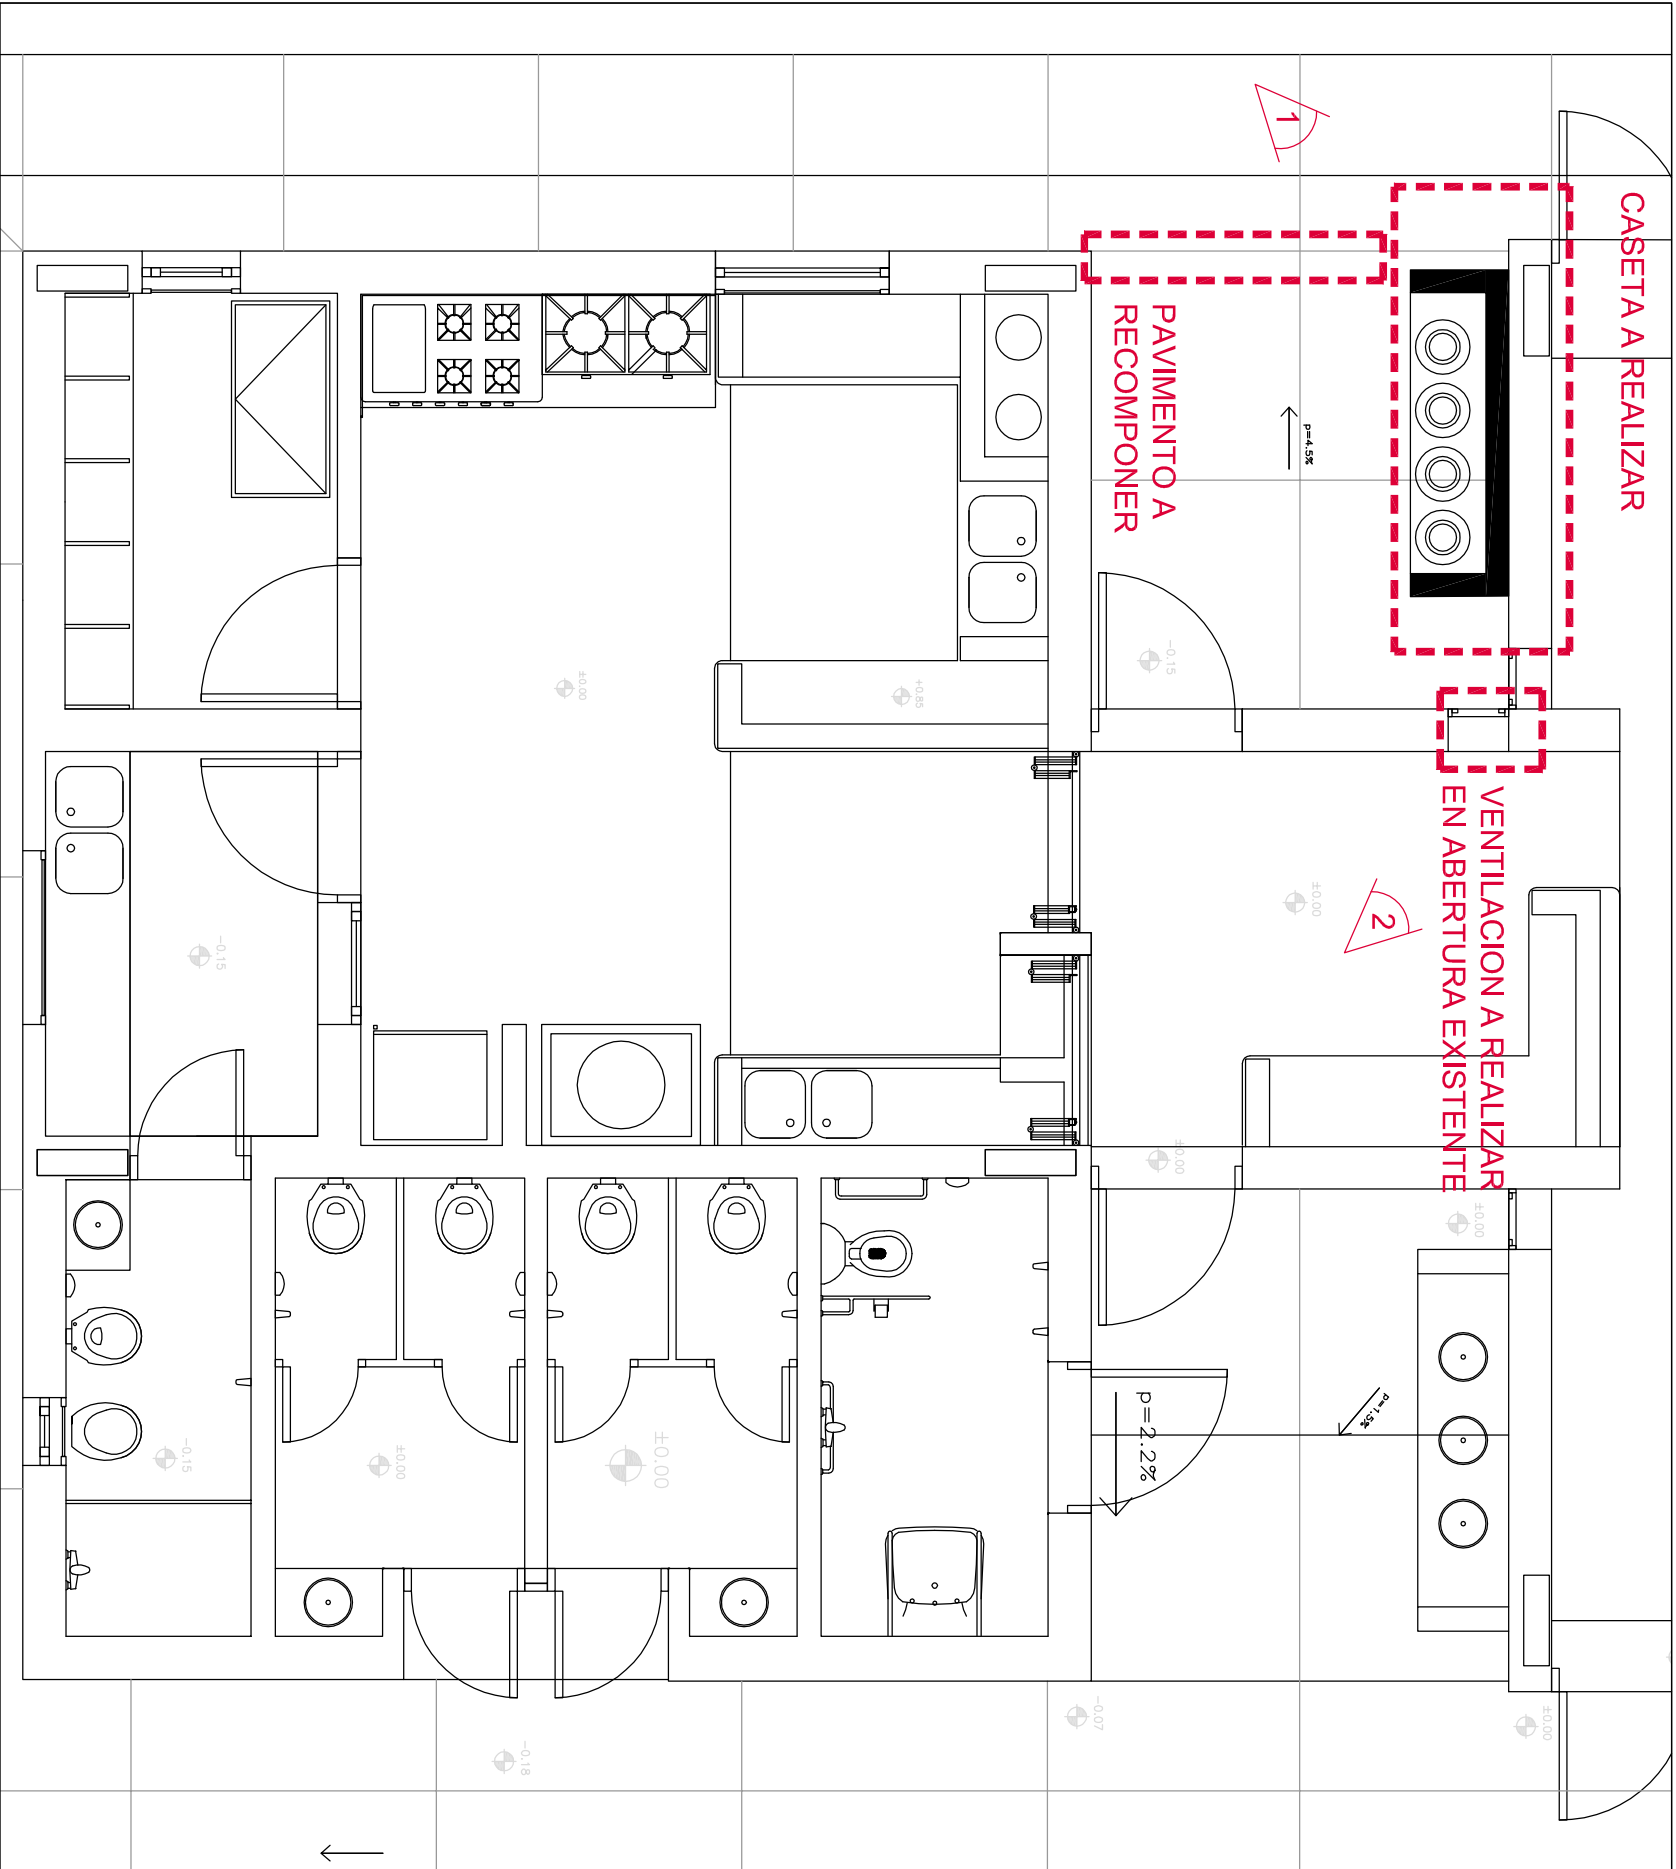 CASETA A REALIZAR
1
PAVIMENTO A
RECOMPONER
p=4.5%
-0.15
VENTILACION A REALIZAR
EN ABERTURA EXISTENTE
±0.00
2
±0.00
+0.85
-0.15
±0.00
±0.00
p=1.5%
p=2.2%
±0.00
±0.00
-0.15
±0.00
-0.07
-0.18